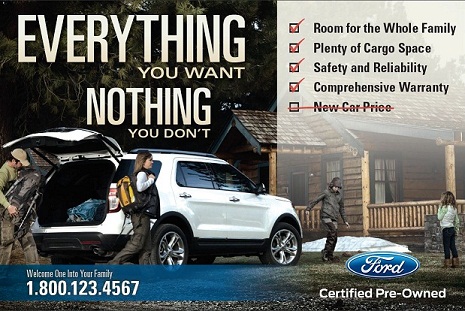 EVERYTHING
YOU WANT
NOTHING
YOU DON'T
Room for the Whole Family
Plenty of Cargo Space
Safety and Reliability
Comprehensive Warranty
New Car Price
Welcome One Into Your Family
1.800.123.4567
Ford
Certified Pre-Owned